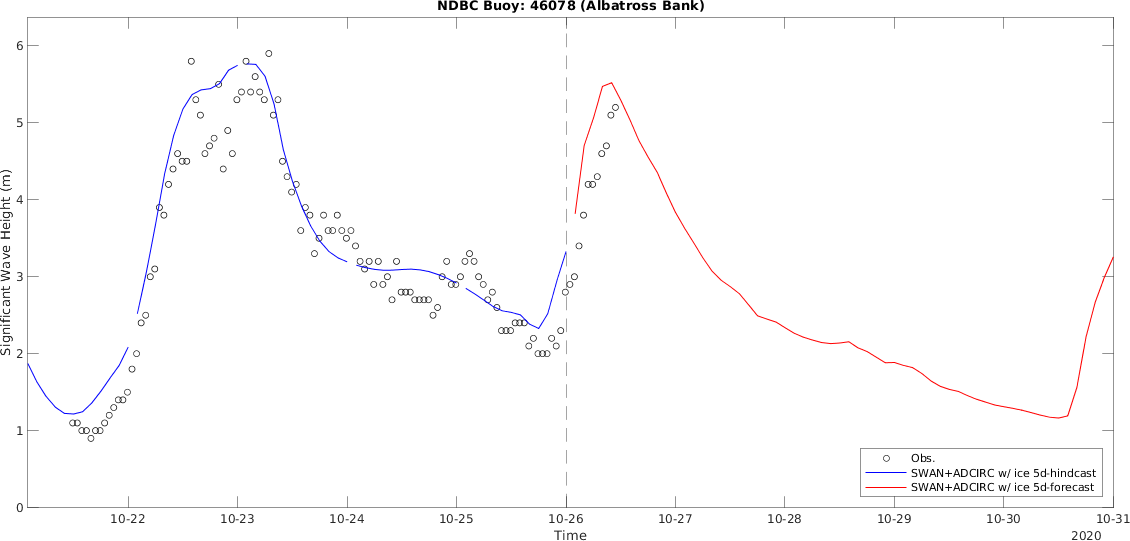 NDBC Buoy: 46078 (Albatross Bank)
Significant Wave Height (m)
6
5
4
3
2
1
0
Obs.
SWAN+ADCIRC w/ ice 5d-hindcast
SWAN+ADCIRC w/ ice 5d-forecast
10-22 10-23 10-24 10-25 10-26 10-27 10-28 10-29 10-30 10-31
Time
2020